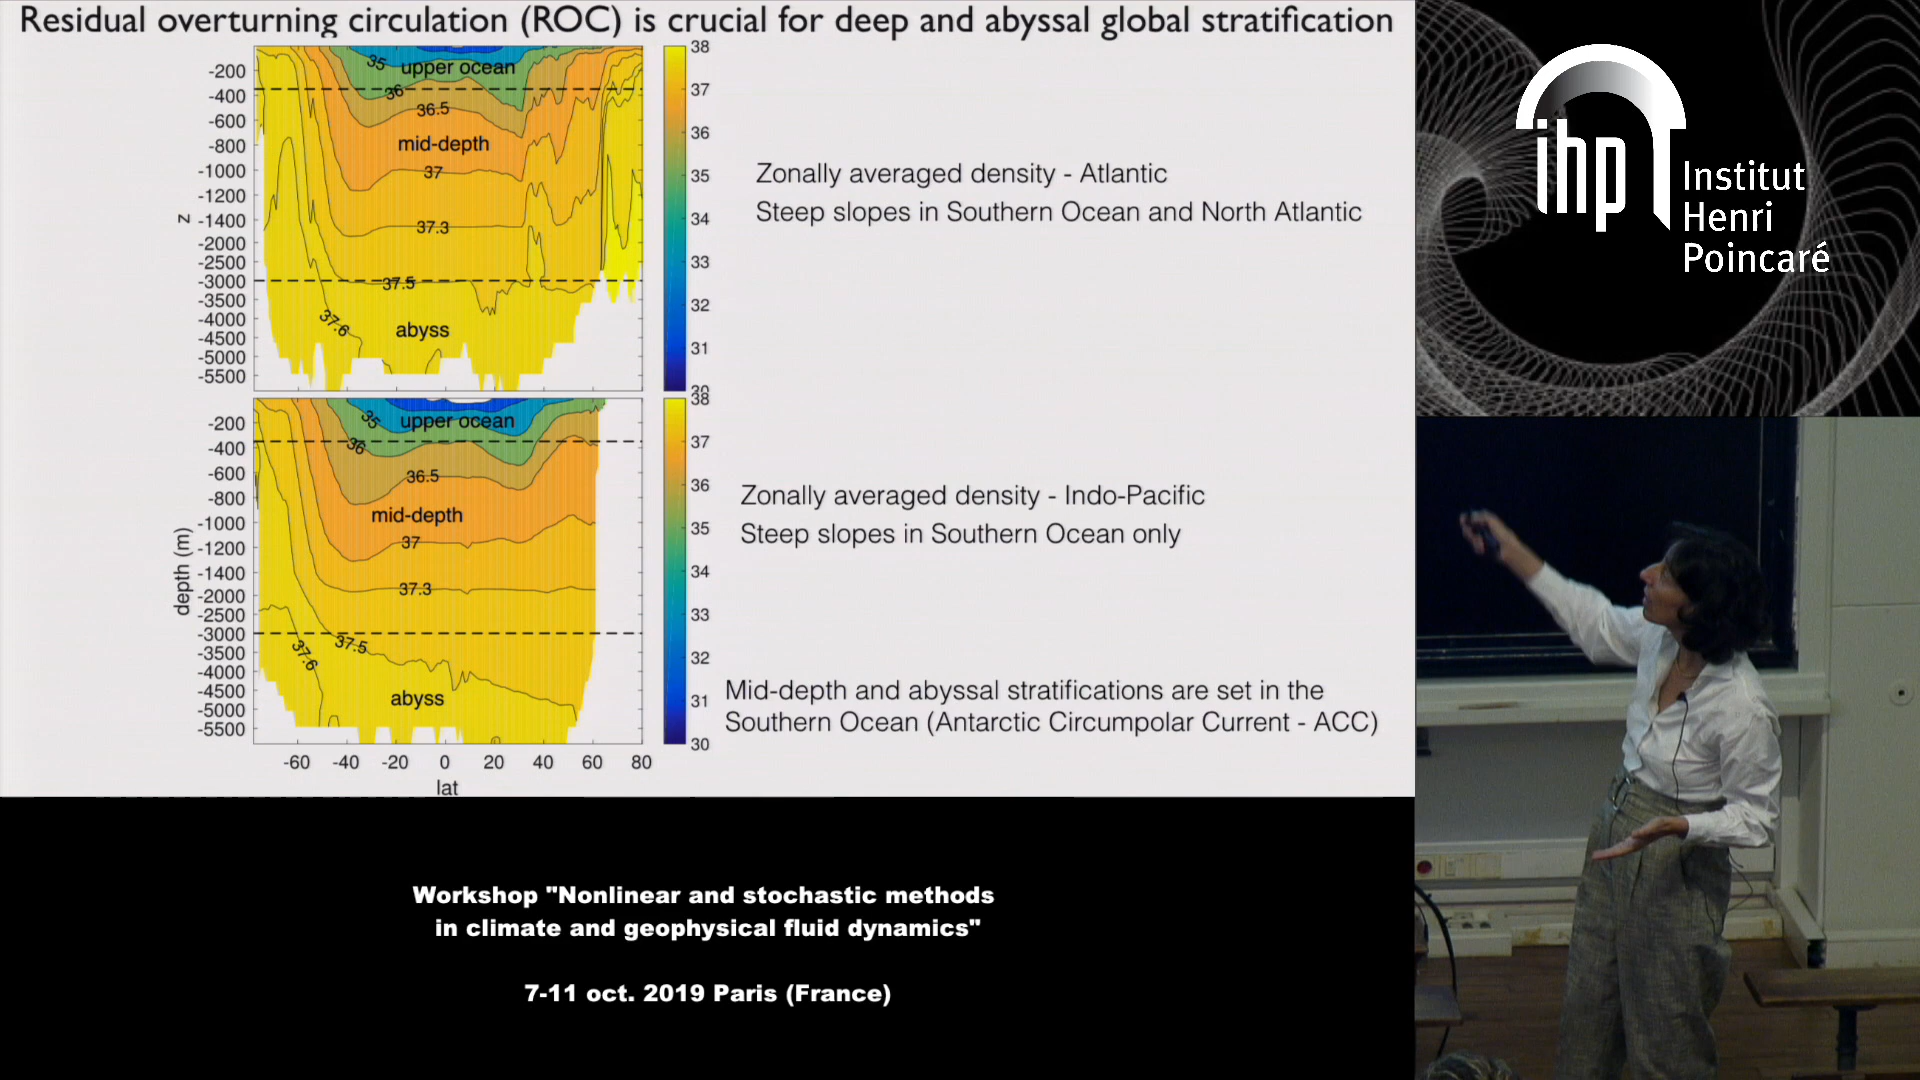 Residual overturning circulation (ROC) is crucial for deep and abyssal global stratification
-200
-400
-600
-800
-1000
-1200
-1400
-2000
-2500
-3000
-3500
-4000
-4500
-5000
-5500
z
35
upper ocean
36
36.5
mid-depth
37
37.3
37.5
37.6
abyss
38
37
36
35
34
33
32
31
Zonally averaged density - Atlantic
Steep slopes in Southern Ocean and North Atlantic
-200
-400
-600
-800
-1000
-1200
-1400
-2000
-2500
-3000
-3500
-4000
-4500
-5000
-5500
depth (m)
35
upper ocean
36
36.5
mid-depth
37
37.3
37.5
37.6
abyss
-60 -40 -20 0 20 40 60 80
lat
38
37
36
35
34
33
32
31
30
Zonally averaged density - Indo-Pacific
Steep slopes in Southern Ocean only
Mid-depth and abyssal stratifications are set in the
Southern Ocean (Antarctic Circumpolar Current - ACC)
ihp
Institut
Henri
Poincaré
Workshop "Nonlinear and stochastic methods
in climate and geophysical fluid dynamics"
7-11 oct. 2019 Paris (France)